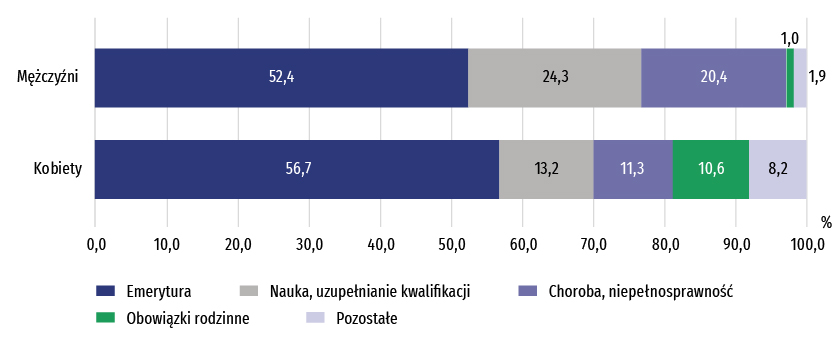 1,0
Mężczyźni 52,4 24,3 20,4 1,9
Kobiety 56,7 13,2 11,3 10,6 8,2
%
0,0 10,0 20,0 30,0 40,0 50,0 60,0 70,0 80,0 90,0 100,0
Emerytura Nauka, uzupełnianie kwalifikacji Choroba, niepełnosprawność
Obowiązki rodzinne Pozostałe